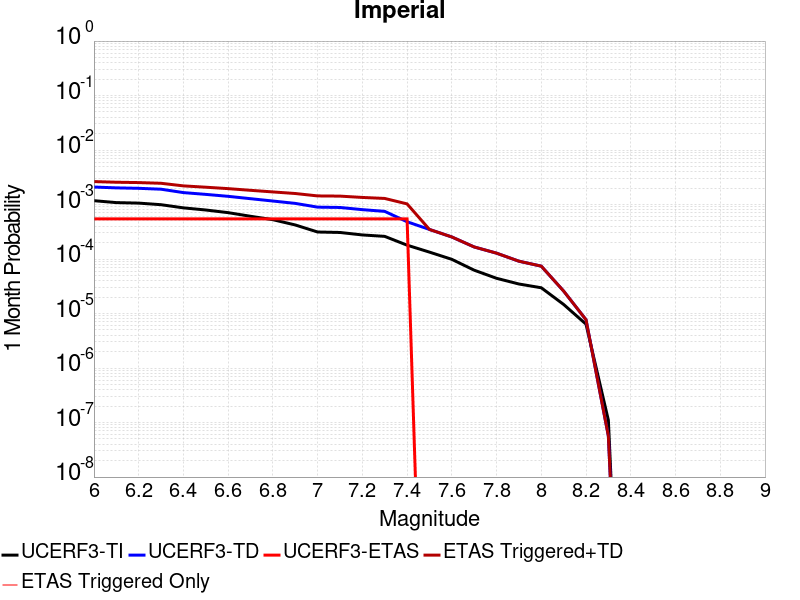 Imperial
10^0
10^-1
10^-2
10^-3
10^-4
10^-5
10^-6
10^-7
10^-8
1 Month Probability
6 6.2 6.4 6.6 6.8 7 7.2 7.4 7.6 7.8 8 8.2 8.4 8.6 8.8 9
Magnitude
UCERF3-TI UCERF3-TD UCERF3-ETAS ETAS Triggered+TD
ETAS Triggered Only